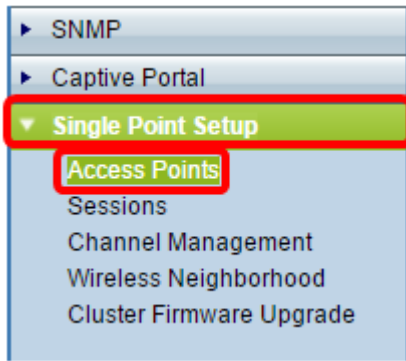 SNMP
Captive Portal
Single Point Setup
Access Points
Sessions
Channel Management
Wireless Neighborhood
Cluster Firmware Upgrade